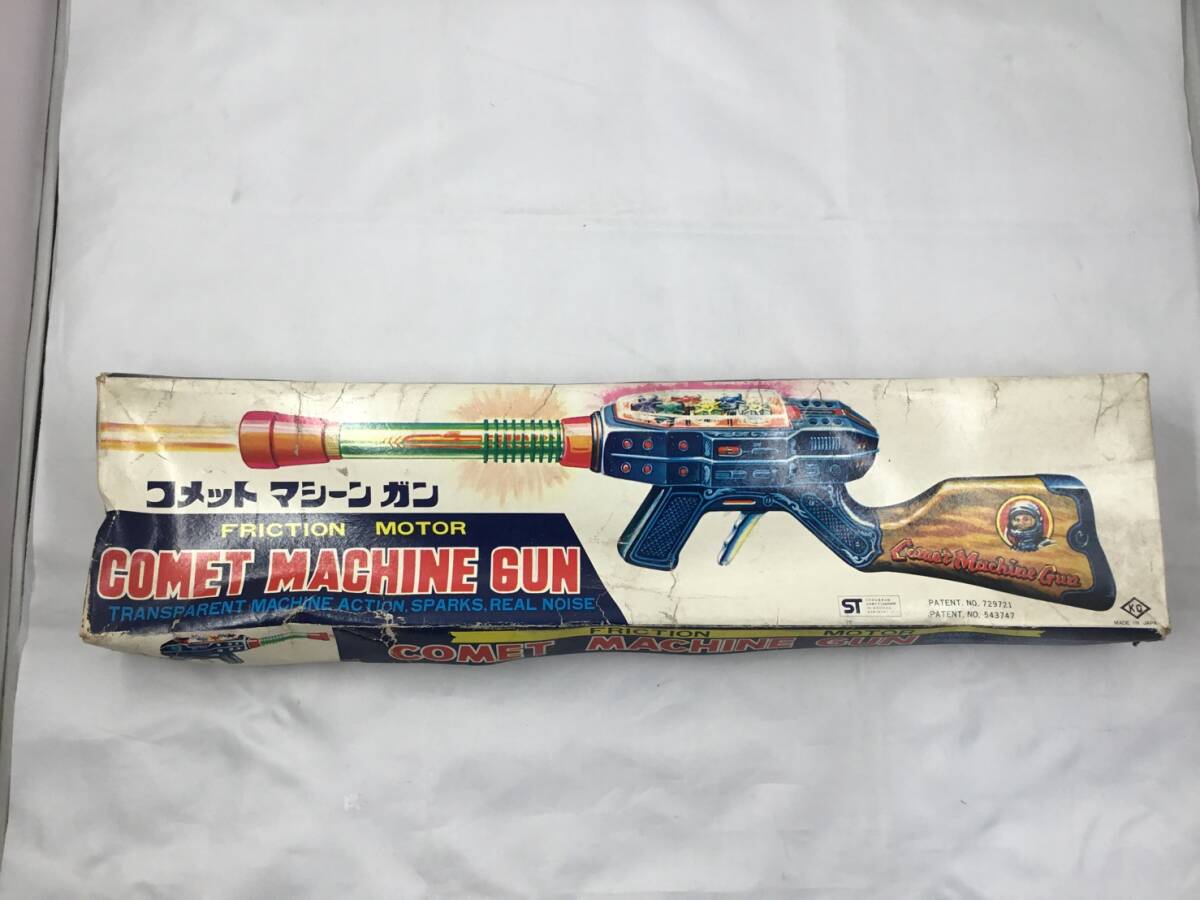 コメット マシーン ガン
FRICTION MOTOR
COMET MACHINE GUN
TRANSPARENT MACHINE ACTION, SPARKS, REAL NOISE
Comet Machine Gun
ST
PATENT. NO. 729721
PATENT. NO. 543747
KO
MADE IN JAPAN
FRICTION MOTOR
COMET MACHINE GUN